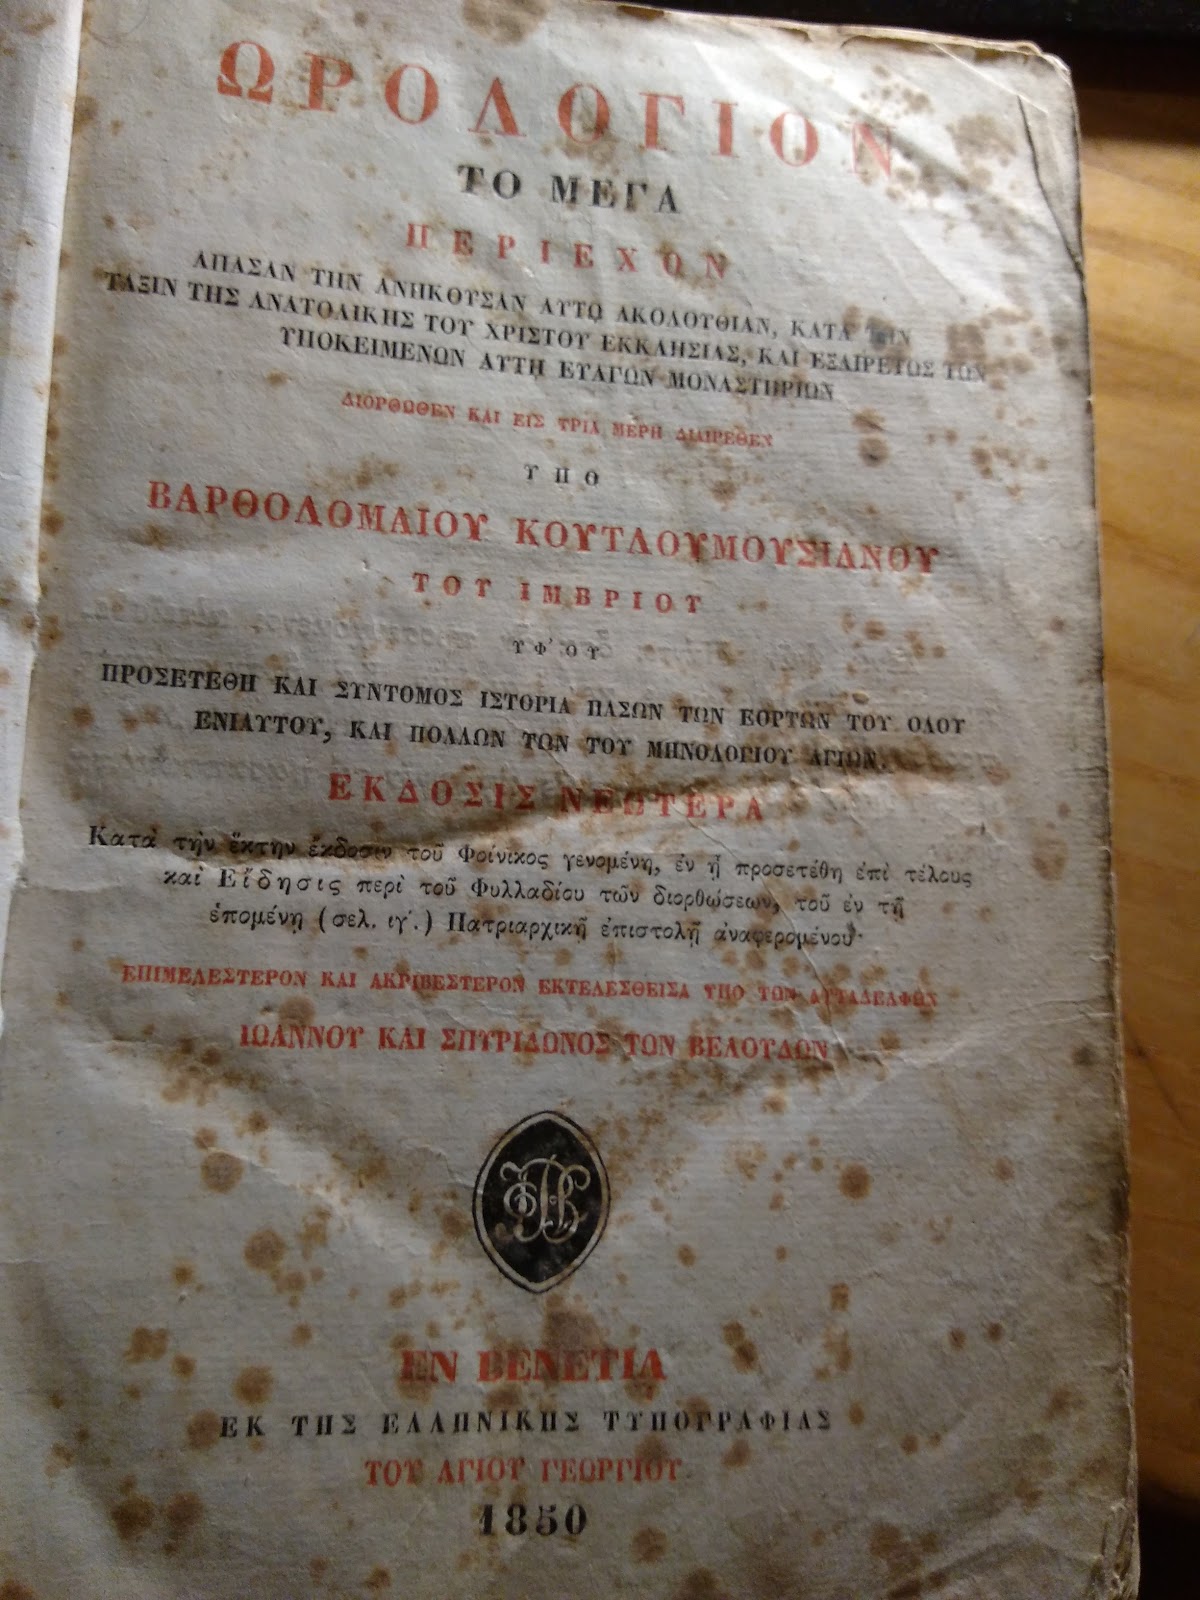 ΩΡΟΛΟΓΙΟΝ
ΤΟ ΜΕΓΑ
ΠΕΡΙΕΧΟΝ
ΑΠΑΣΑΝ ΤΗΝ ΑΝΗΚΟΥΣΑΝ ΑΥΤΩ ΑΚΟΛΟΥΘΙΑΝ, ΚΑΤΑ ΤΗΝ
ΤΑΞΙΝ ΤΗΣ ΑΝΑΤΟΛΙΚΗΣ ΤΟΥ ΧΡΙΣΤΟΥ ΕΚΚΛΗΣΙΑΣ, ΚΑΙ ΕΞΑΙΡΕΤΩΣ ΤΩΝ
ΥΠΟΚΕΙΜΕΝΩΝ ΑΥΤΗ ΕΥΑΓΩΝ ΜΟΝΑΣΤΗΡΙΩΝ
ΔΙΟΡΘΩΘΕΝ ΚΑΙ ΕΙΣ ΤΡΙΑ ΜΕΡΗ ΔΙΑΙΡΕΘΕΝ
ΥΠΟ
ΒΑΡΘΟΛΟΜΑΙΟΥ ΚΟΥΤΛΟΥΜΟΥΣΙΑΝΟΥ
ΤΟΥ ΙΜΒΡΙΟΥ
ΥΦ' ΟΥ
ΠΡΟΣΕΤΕΘΗ ΚΑΙ ΣΥΝΤΟΜΟΣ ΙΣΤΟΡΙΑ ΠΑΣΩΝ ΤΩΝ ΕΟΡΤΩΝ ΤΟΥ ΟΛΟΥ
ΕΝΙΑΥΤΟΥ, ΚΑΙ ΠΟΛΛΩΝ ΤΩΝ ΤΟΥ ΜΗΝΟΛΟΓΙΟΥ ΑΓΙΩΝ.
ΕΚΔΟΣΙΣ ΝΕΩΤΕΡΑ
Κατὰ τὴν ἕκτην ἔκδοσιν τοῦ Φοίνικος γενομένη, ἐν ᾗ προσετέθη ἐπὶ τέλους
καὶ Εἴδησις περὶ τοῦ Φυλλαδίου τῶν διορθώσεων, τοῦ ἐν τῇ
ἑπομένῃ (σελ. ιγ΄.) Πατριαρχικῇ ἐπιστολῇ ἀναφερομένου·
ΕΠΙΜΕΛΕΣΤΕΡΟΝ ΚΑΙ ΑΚΡΙΒΕΣΤΕΡΟΝ ΕΚΤΕΛΕΣΘΕΙΣΑ ΥΠΟ ΤΩΝ ΑΥΤΑΔΕΛΦΩΝ
ΙΩΑΝΝΟΥ ΚΑΙ ΣΠΥΡΙΔΩΝΟΣ ΤΩΝ ΒΕΛΟΥΔΩΝ
ΕΝ ΒΕΝΕΤΙΑ
ΕΚ ΤΗΣ ΕΛΛΗΝΙΚΗΣ ΤΥΠΟΓΡΑΦΙΑΣ
ΤΟΥ ΑΓΙΟΥ ΓΕΩΡΓΙΟΥ
1850